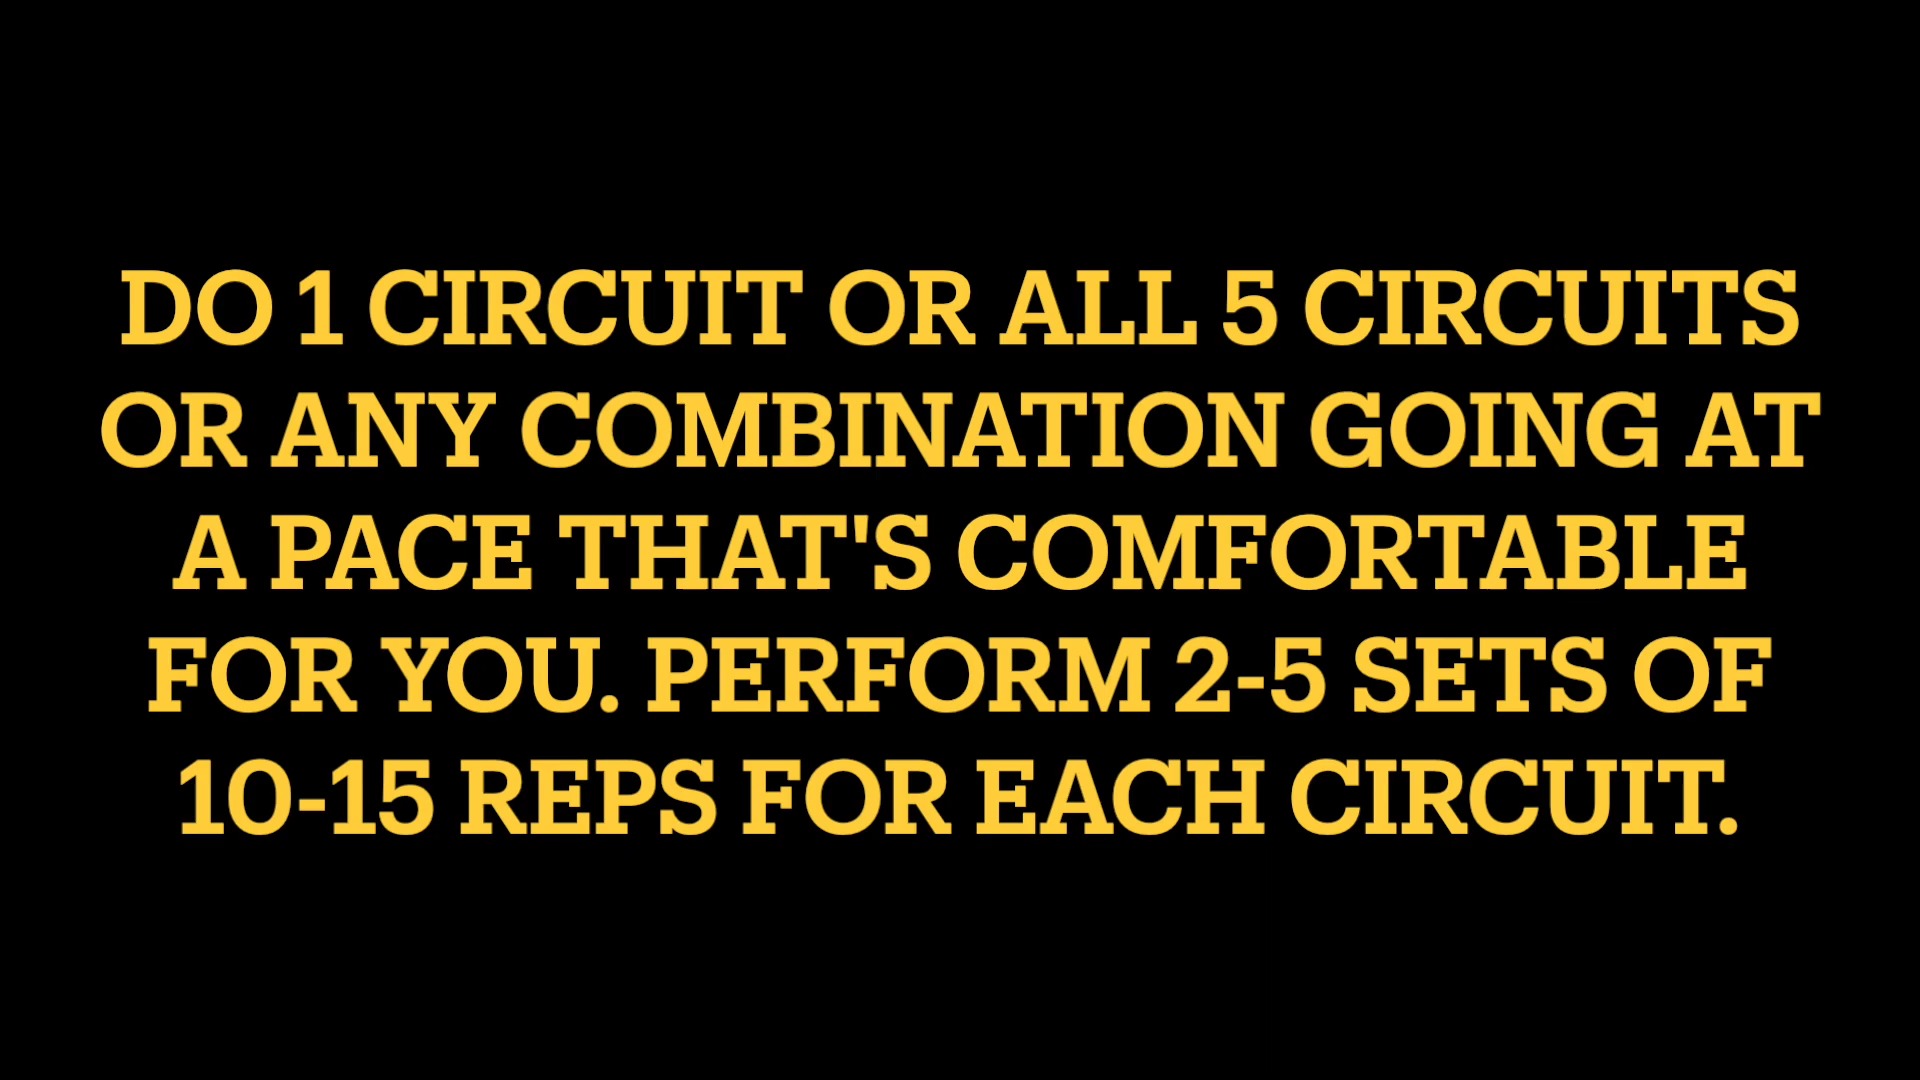 DO 1 CIRCUIT OR ALL 5 CIRCUITS
OR ANY COMBINATION GOING AT
A PACE THAT'S COMFORTABLE
FOR YOU. PERFORM 2-5 SETS OF
10-15 REPS FOR EACH CIRCUIT.